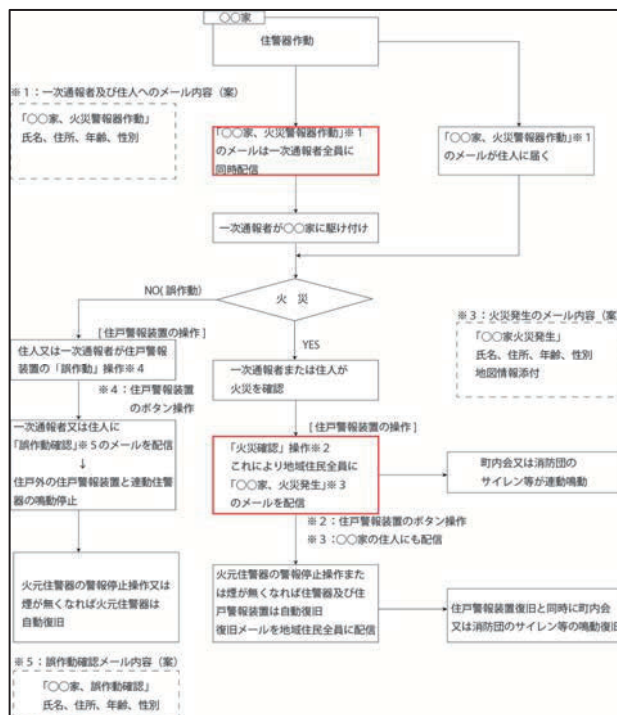 〇〇家
住警器作動
※1：一次通報者及び住人へのメール内容（案）
「〇〇家、火災警報器作動」
氏名、住所、年齢、性別
「〇〇家、火災警報器作動」※1
のメールは一次通報者全員に
同時配信
「〇〇家、火災警報器作動」※1
のメールが住人に届く
一次通報者が〇〇家に駆け付け
NO(誤作動)
火 災
YES
※3：火災発生のメール内容（案）
「〇〇家火災発生」
氏名、住所、年齢、性別
地図情報添付
[住戸警報装置の操作]
住人又は一次通報者が住戸警報
装置の「誤作動」操作※4
※4：住戸警報装置
のボタン操作
一次通報者又は住人に
「誤作動確認」※5のメールを配信
↓
住戸外の住戸警報装置と連動住警
器の鳴動停止
一次通報者または住人が
火災を確認
[住戸警報装置の操作]
「火災確認」操作※2
これにより地域住民全員に
「〇〇家、火災発生」※3
のメールを配信
町内会又は消防団の
サイレン等が連動鳴動
※2：住戸警報装置のボタン操作
※3：〇〇家の住人にも配信
火元住警器の警報停止操作又は
煙が無くなれば火元住警器は
自動復旧
火元住警器の警報停止操作また
は煙が無くなれば住警器及び住
戸警報装置は自動復旧
復旧メールを地域住民全員に配信
住戸警報装置復旧と同時に町内会
又は消防団のサイレン等の鳴動復旧
※5：誤作動確認メール内容（案）
「〇〇家、誤作動確認」
氏名、住所、年齢、性別